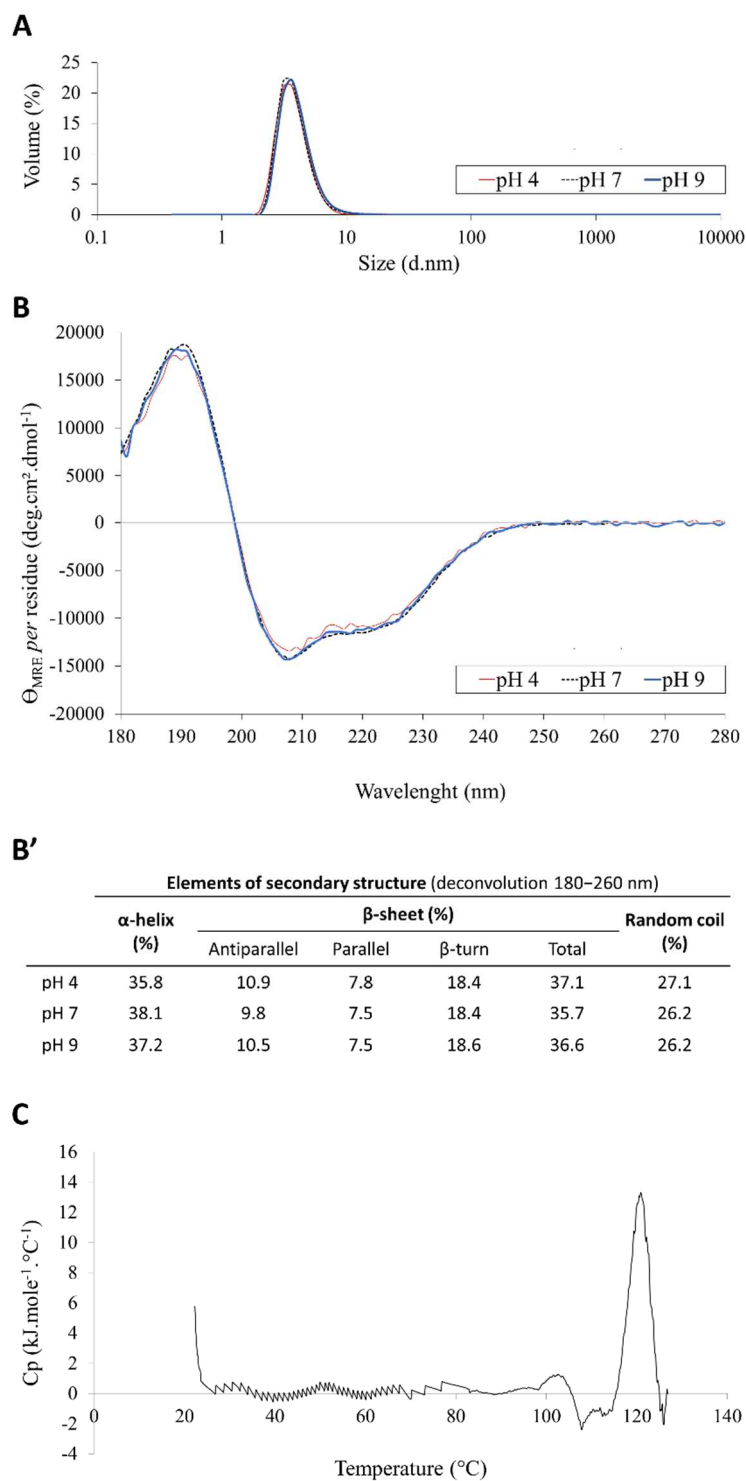 A
25
20
15
10
5
0
Volume (%)
pH 4 pH 7 pH 9
0.1 1 10 100 1000 10000
Size (d.nm)
B
20000
15000
10000
5000
0
-5000
-10000
-15000
-20000
ΘMRE per residue (deg.cm².dmol-1)
pH 4 pH 7 pH 9
180 190 200 210 220 230 240 250 260 270 280
Wavelenght (nm)
B’
Elements of secondary structure (deconvolution 180–260 nm)
α-helix (%) β-sheet (%) Random coil (%)
Antiparallel Parallel β-turn Total
pH 4 35.8 10.9 7.8 18.4 37.1 27.1
pH 7 38.1 9.8 7.5 18.4 35.7 26.2
pH 9 37.2 10.5 7.5 18.6 36.6 26.2
C
16
14
12
10
8
6
4
2
0
-2
-4
Cp (kJ.mole-1.°C-1)
0 20 40 60 80 100 120 140
Temperature (°C)